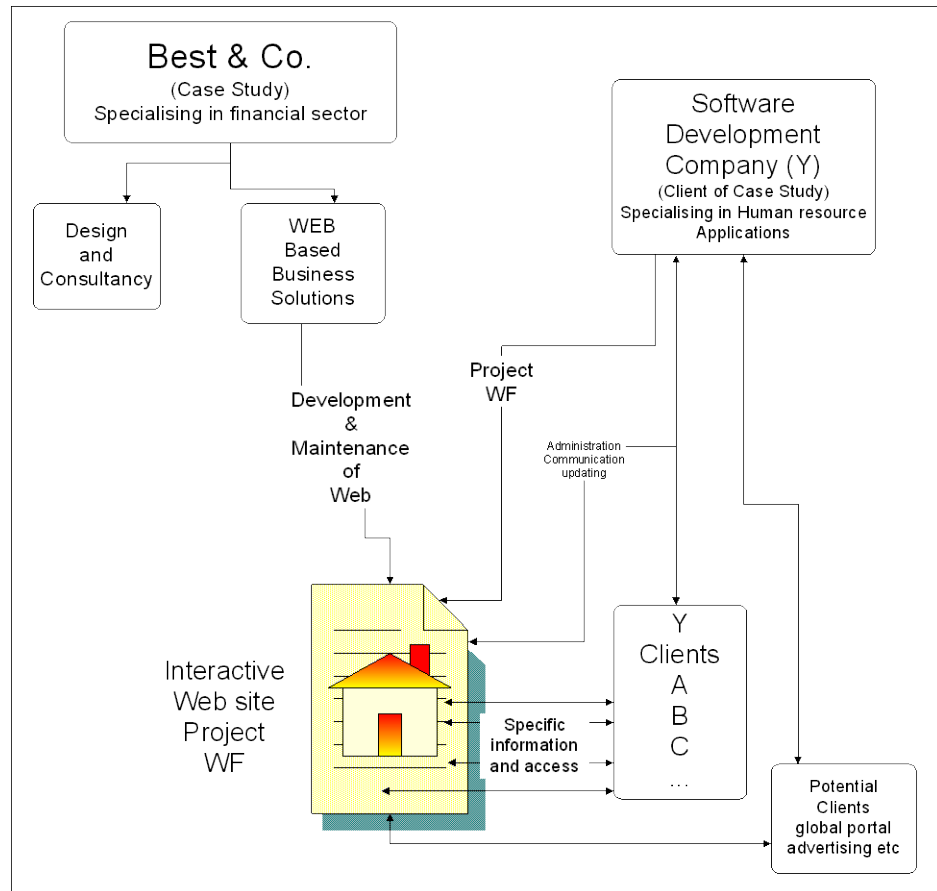 Best & Co.
(Case Study)
Specialising in financial sector
Software
Development
Company (Y)
(Client of Case Study)
Specialising in Human resource
Applications
Design
and
Consultancy
WEB
Based
Business
Solutions
Development
&
Maintenance
of
Web
Project
WF
Administration
Communication
updating
Interactive
Web site
Project
WF
Specific
information
and access
Y
Clients
A
B
C
...
Potential
Clients
global portal
advertising etc